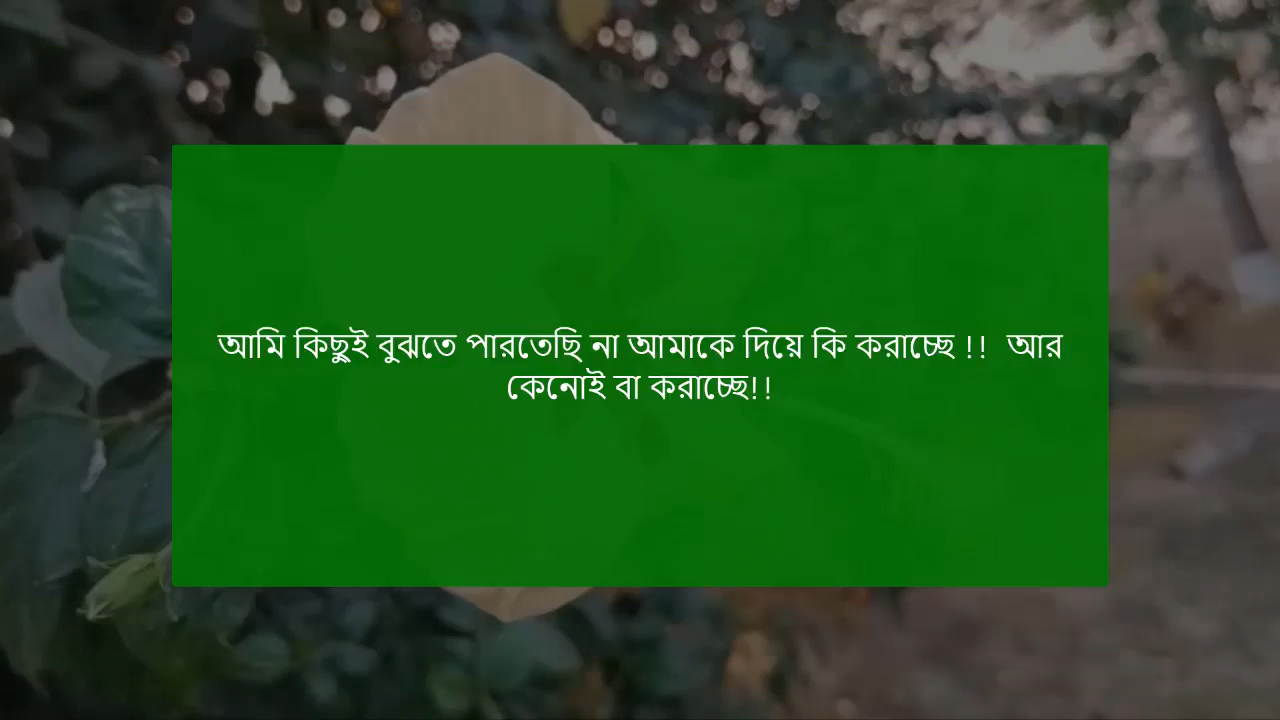 আমি কিছুই বুঝতে পারতেছি না আমাকে দিয়ে কি করাচ্ছে !!  আর
কেনোই বা করাচ্ছে!!